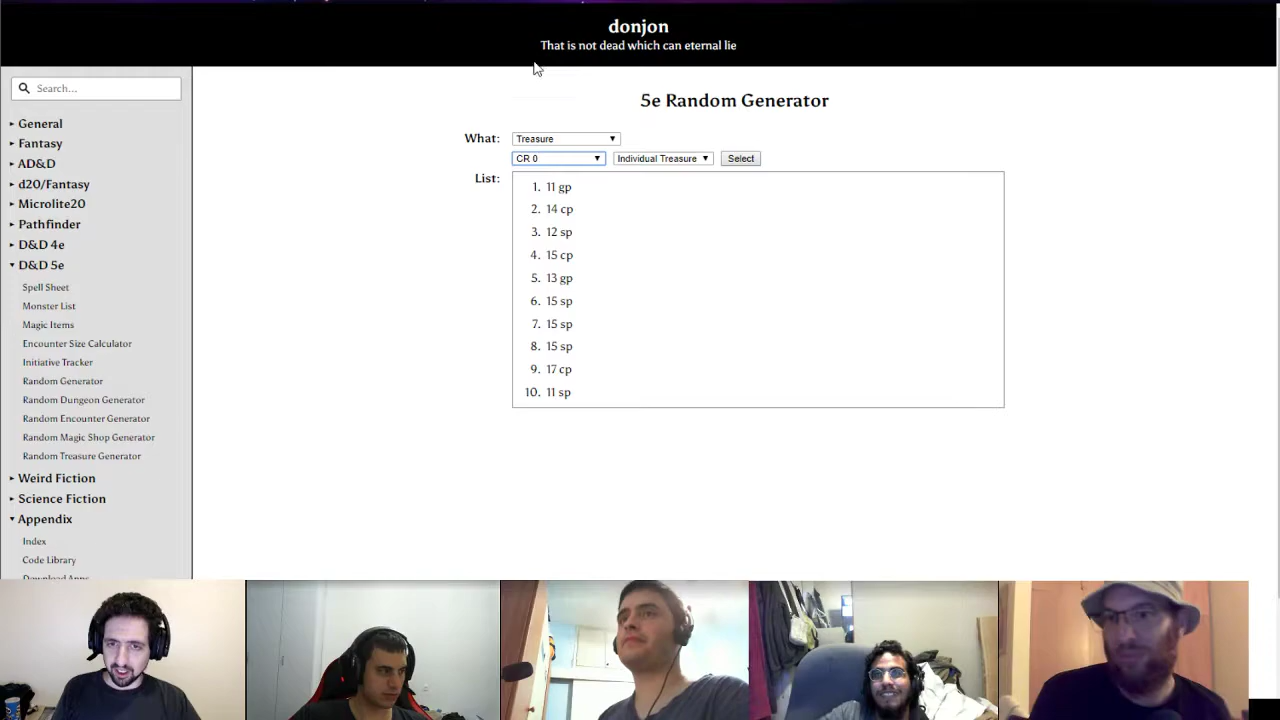 donjon
That is not dead which can eternal lie
Search...
General
Fantasy
AD&D
d20/Fantasy
Microlite20
Pathfinder
D&D 4e
D&D 5e
Spell Sheet
Monster List
Magic Items
Encounter Size Calculator
Initiative Tracker
Random Generator
Random Dungeon Generator
Random Encounter Generator
Random Magic Shop Generator
Random Treasure Generator
Weird Fiction
Science Fiction
Appendix
Index
Code Library
Download Apps
5e Random Generator
What: Treasure
CR 0 Individual Treasure Select
List:
1. 11 gp
2. 14 cp
3. 12 sp
4. 15 cp
5. 13 gp
6. 15 sp
7. 15 sp
8. 15 sp
9. 17 cp
10. 11 sp